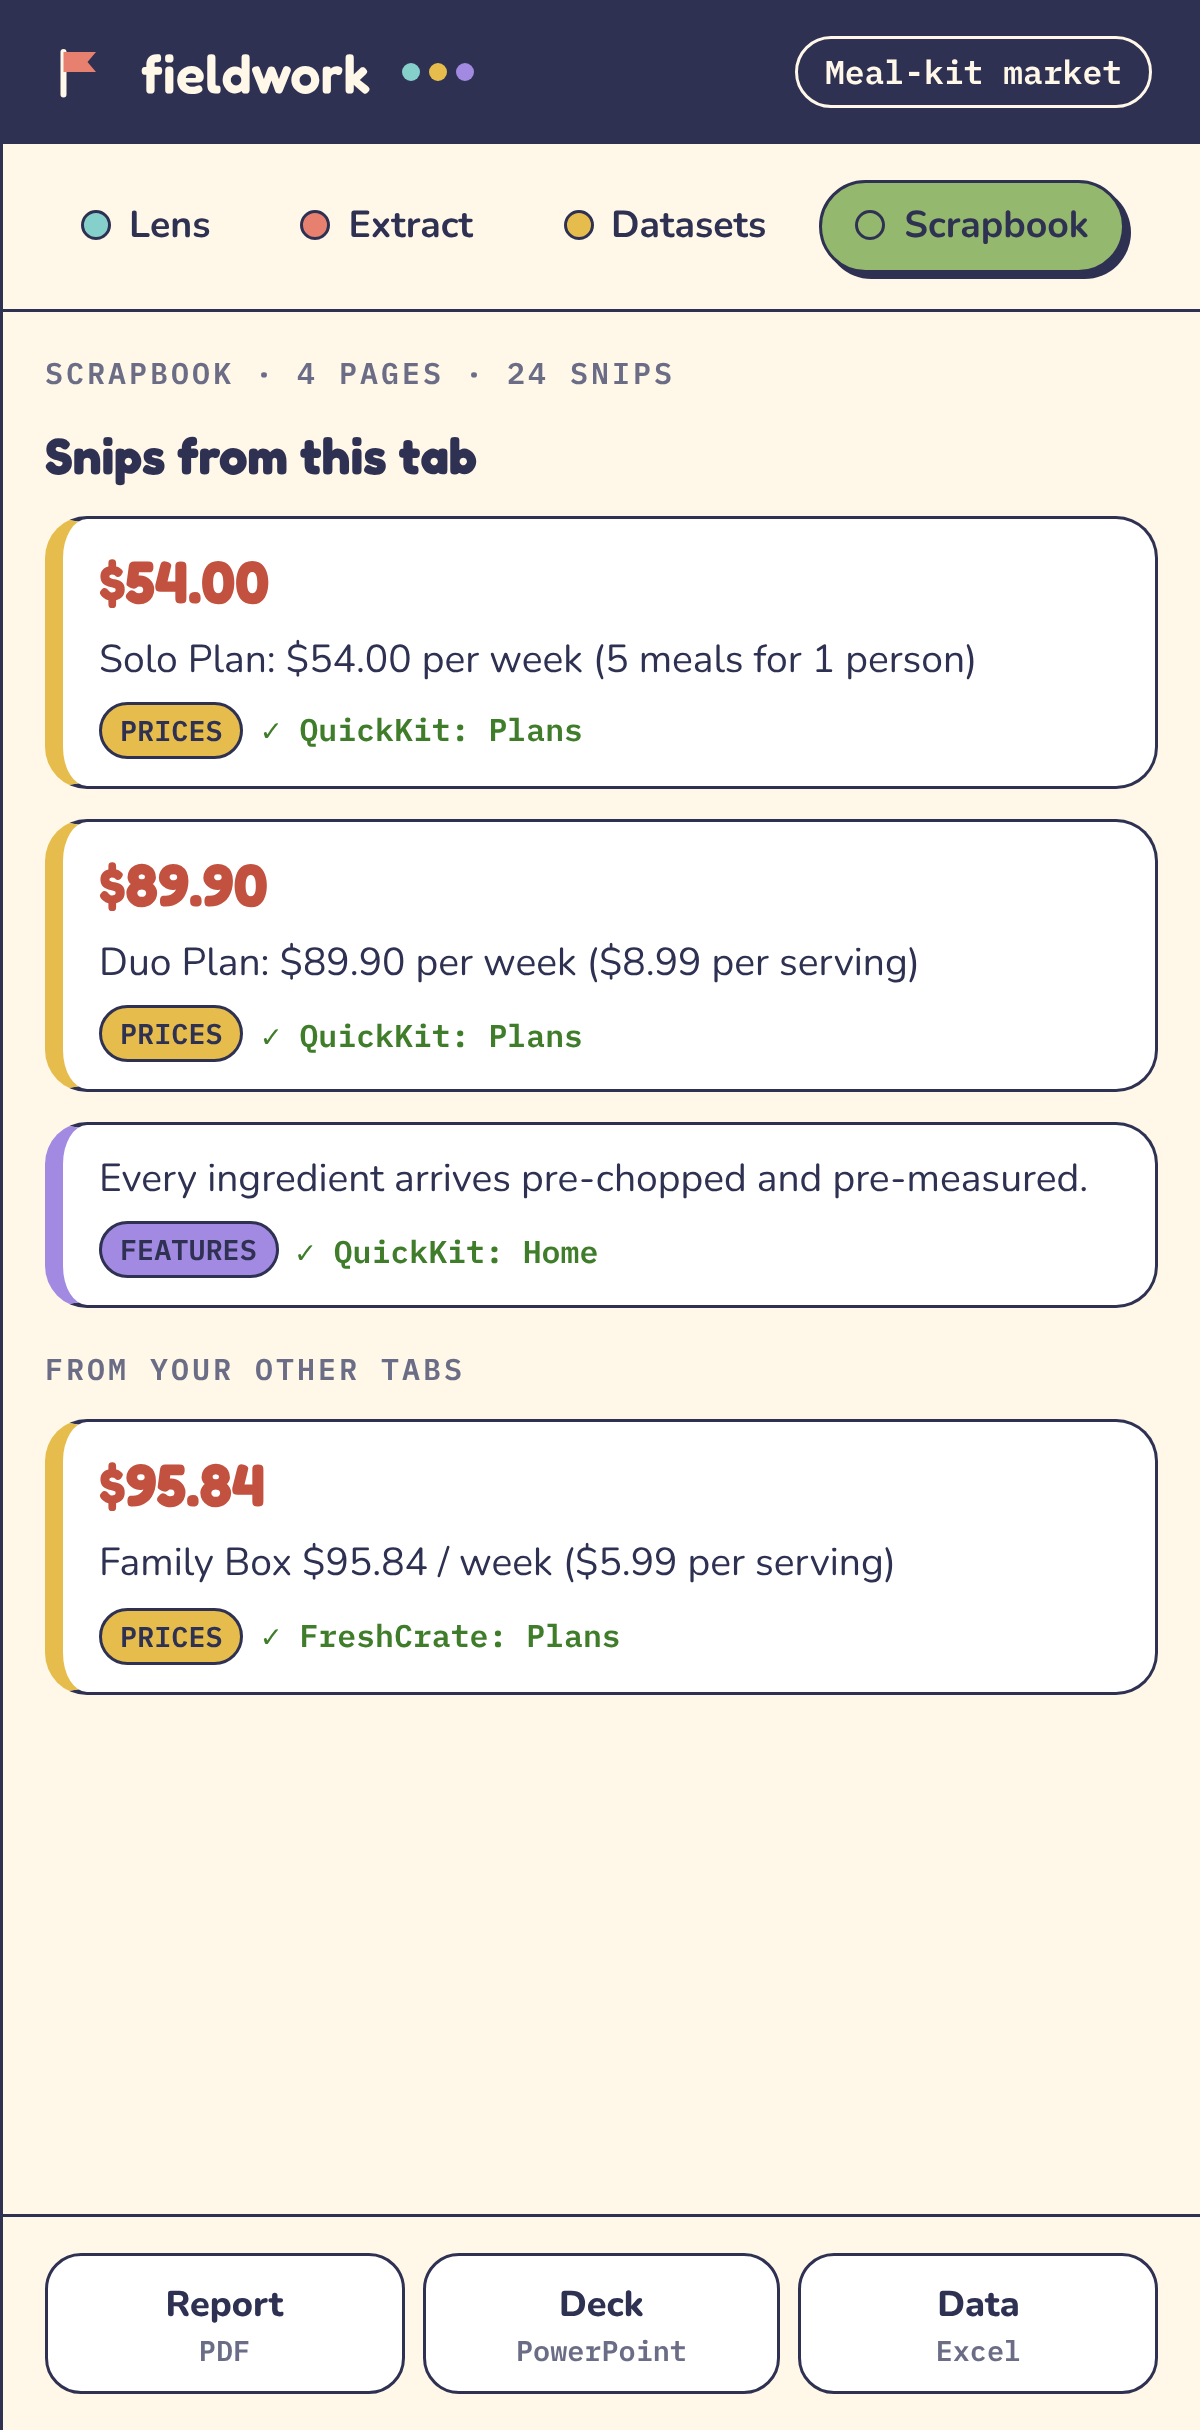 fieldwork
Meal-kit market
Lens
Extract
Datasets
Scrapbook
SCRAPBOOK · 4 PAGES · 24 SNIPS
Snips from this tab
$54.00
Solo Plan: $54.00 per week (5 meals for 1 person)
PRICES ✓ QuickKit: Plans
$89.90
Duo Plan: $89.90 per week ($8.99 per serving)
PRICES ✓ QuickKit: Plans
Every ingredient arrives pre-chopped and pre-measured.
FEATURES ✓ QuickKit: Home
FROM YOUR OTHER TABS
$95.84
Family Box $95.84 / week ($5.99 per serving)
PRICES ✓ FreshCrate: Plans
Report
PDF
Deck
PowerPoint
Data
Excel